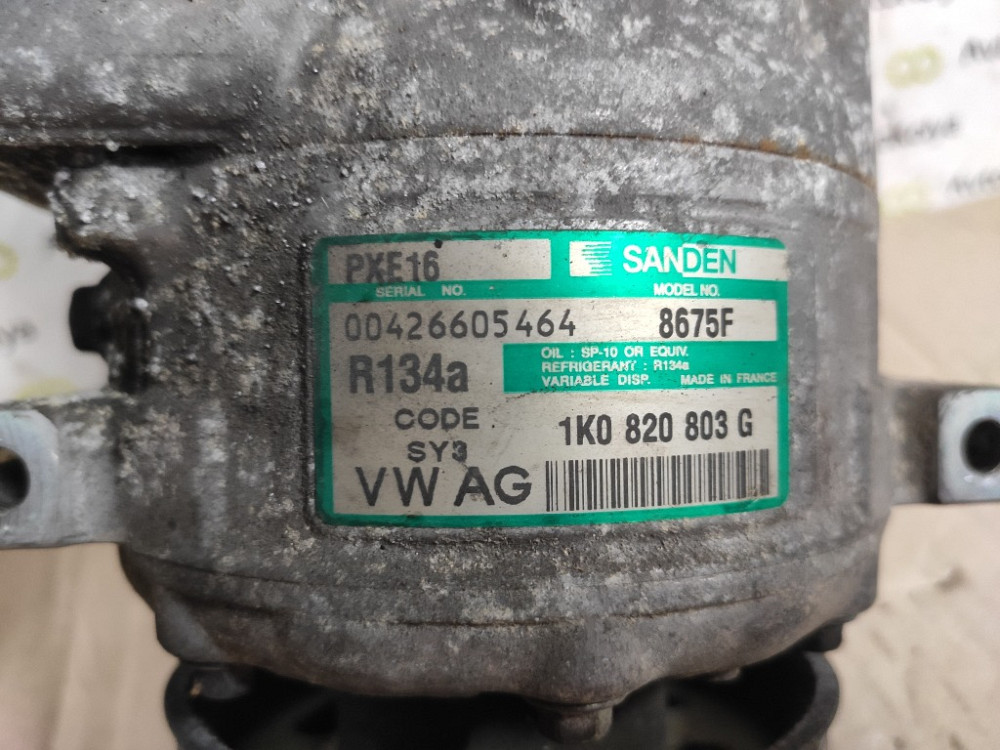 PXE16 SANDEN
SERIAL NO. MODEL NO.
00426605464 8675F
R134a
OIL : SP-10 OR EQUIV.
REFRIGERANT : R134a
VARIABLE DISP. MADE IN FRANCE
CODE
SY3
1K0 820 803 G
VW AG